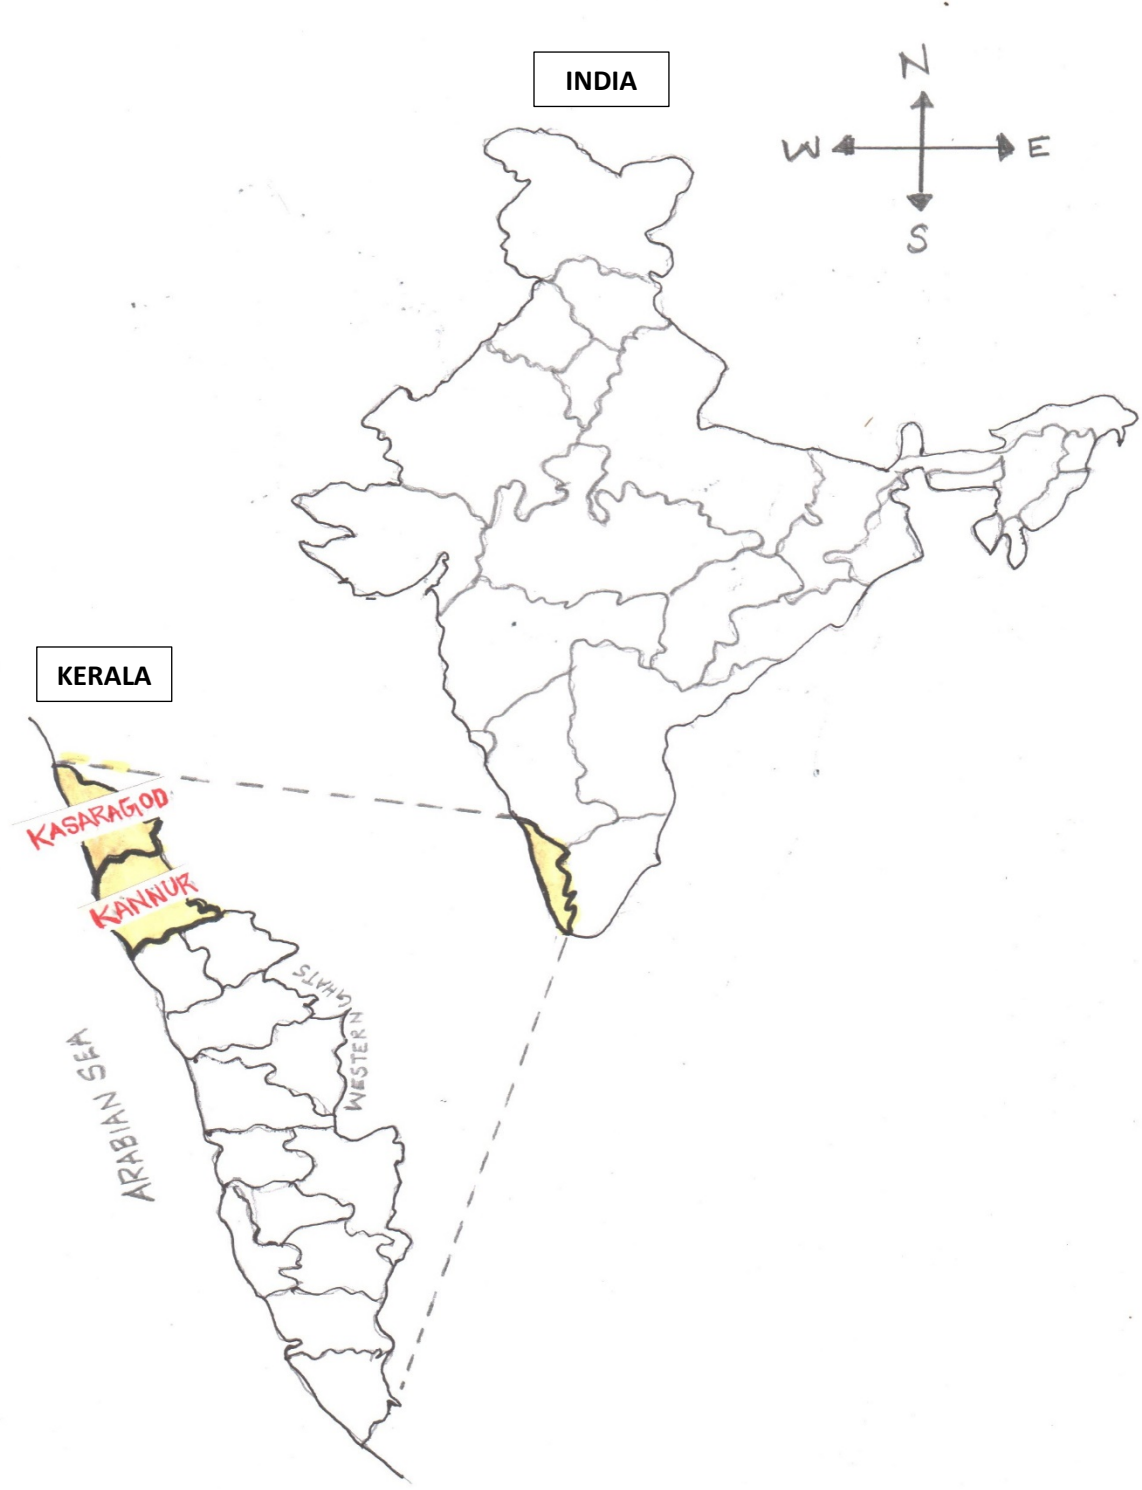 INDIA
N
W
E
S
KERALA
KASARAGOD
KANNUR
WESTERN GHATS
ARABIAN SEA